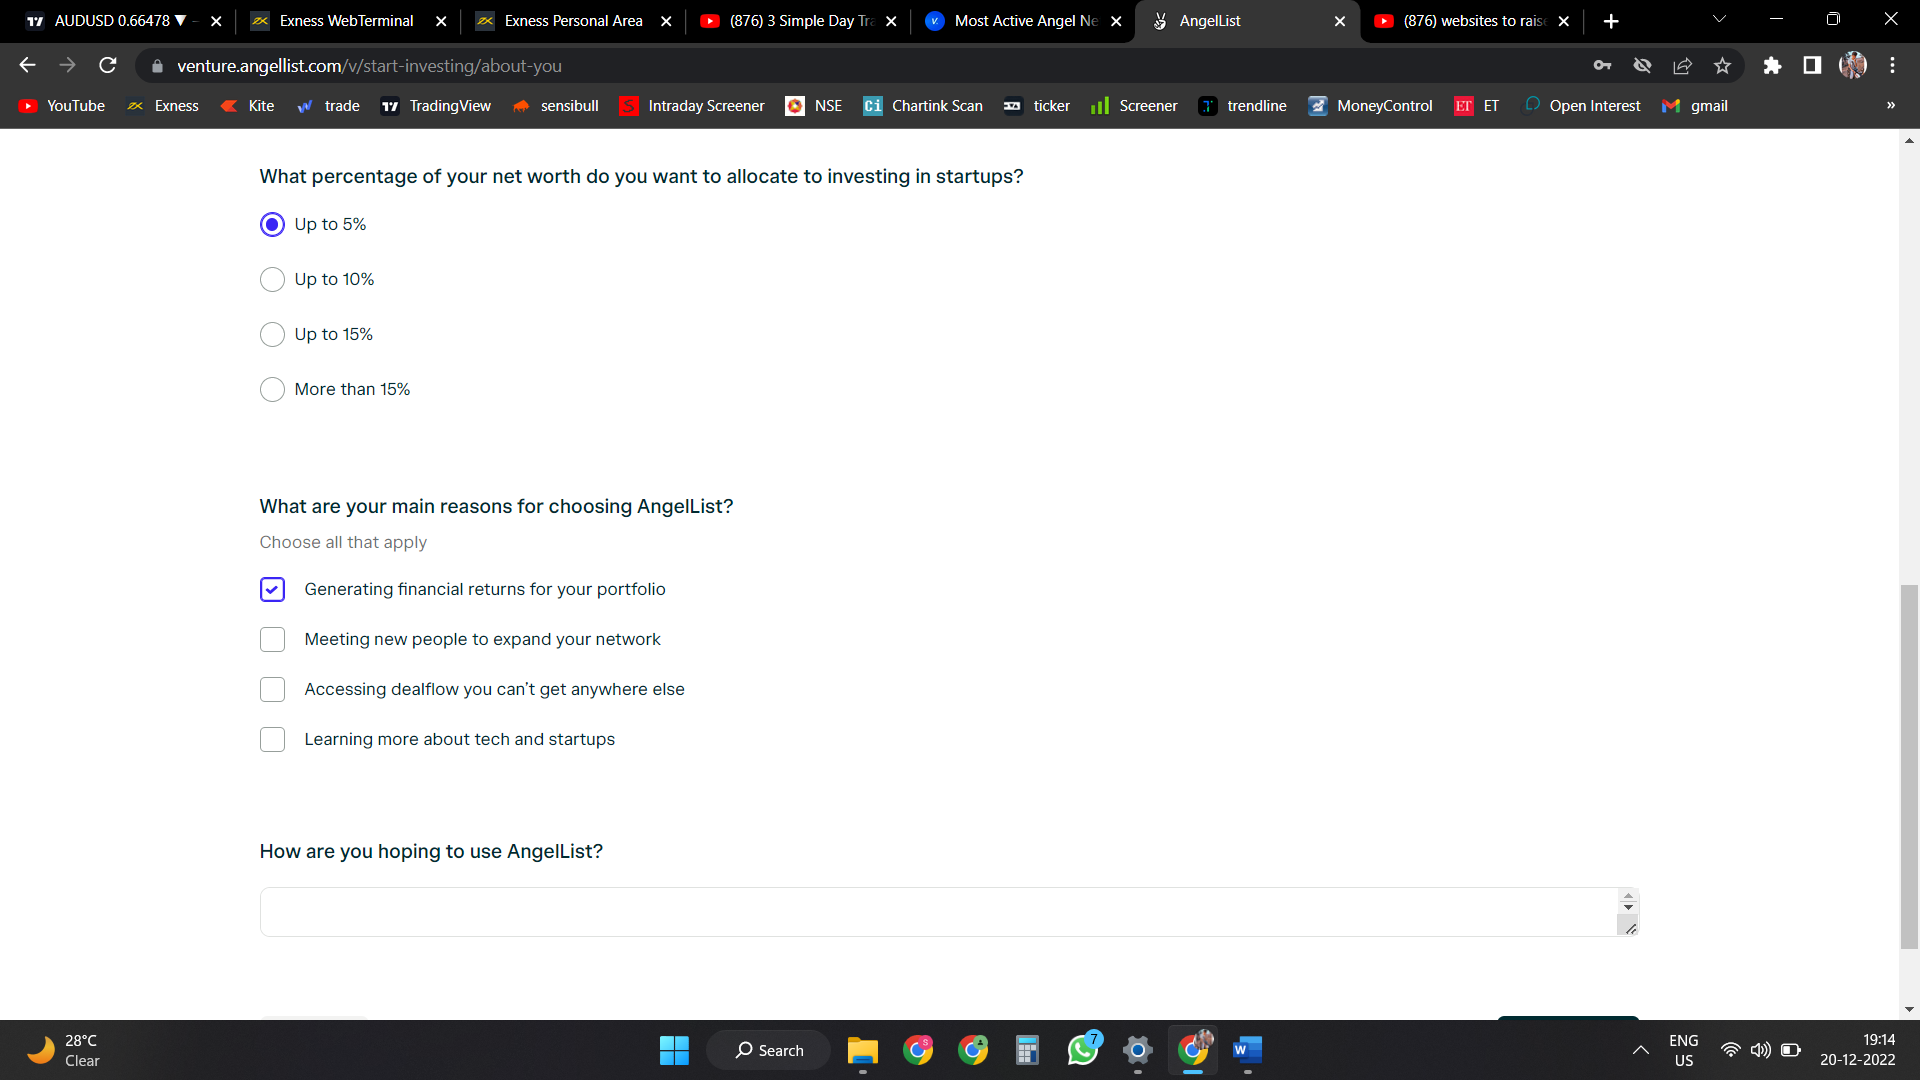 AUDUSD 0.66478 ▼
Exness WebTerminal
Exness Personal Area
(876) 3 Simple Day Tra
Most Active Angel Ne
AngelList
(876) websites to raise
venture.angellist.com/v/start-investing/about-you
YouTube
Exness
Kite
trade
TradingView
sensibull
Intraday Screener
NSE
Chartink Scan
ticker
Screener
trendline
MoneyControl
ET
Open Interest
gmail
What percentage of your net worth do you want to allocate to investing in startups?
Up to 5%
Up to 10%
Up to 15%
More than 15%
What are your main reasons for choosing AngelList?
Choose all that apply
Generating financial returns for your portfolio
Meeting new people to expand your network
Accessing dealflow you can’t get anywhere else
Learning more about tech and startups
How are you hoping to use AngelList?
28°C
Clear
Search
7
ENG
US
19:14
20-12-2022